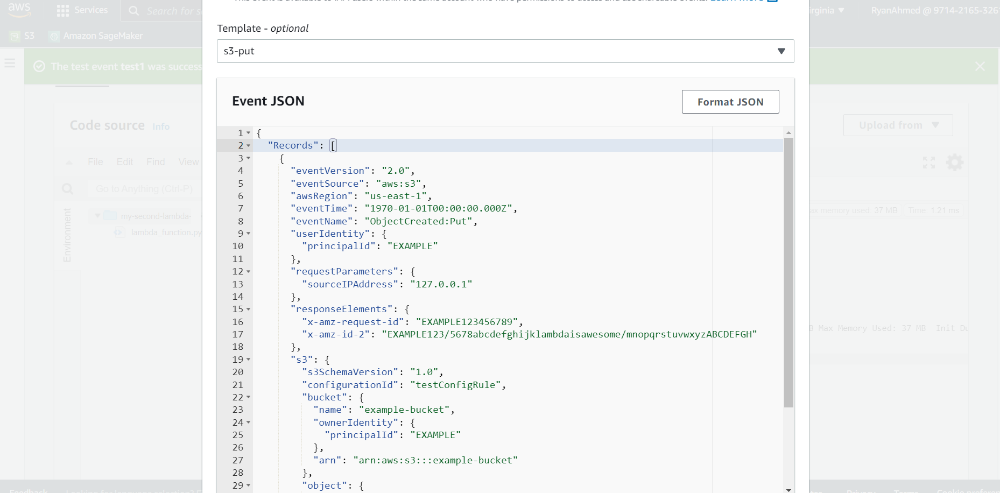 aws
Services
Search for s
rginia
RyanAhmed @ 9714-2165-326
S3
Amazon SageMaker
The test event test1 was success
Template - optional
s3-put
Event JSON
Format JSON
Code source Info
Upload from
File Edit Find View
Go to Anything (Ctrl-P)
Environment
my-second-lambda-
lambda_function.py
ax memory used 37 MB
Time 1.21 ms
B Max Memory Used: 37 MB Init Du
1 {
2 "Records": [
3 {
4 "eventVersion": "2.0",
5 "eventSource": "aws:s3",
6 "awsRegion": "us-east-1",
7 "eventTime": "1970-01-01T00:00:00.000Z",
8 "eventName": "ObjectCreated:Put",
9 "userIdentity": {
10 "principalId": "EXAMPLE"
11 },
12 "requestParameters": {
13 "sourceIPAddress": "127.0.0.1"
14 },
15 "responseElements": {
16 "x-amz-request-id": "EXAMPLE123456789",
17 "x-amz-id-2": "EXAMPLE123/5678abcdefghijklambdaisawesome/mnopqrstuvwxyzABCDEFGH"
18 },
19 "s3": {
20 "s3SchemaVersion": "1.0",
21 "configurationId": "testConfigRule",
22 "bucket": {
23 "name": "example-bucket",
24 "ownerIdentity": {
25 "principalId": "EXAMPLE"
26 },
27 "arn": "arn:aws:s3:::example-bucket"
28 },
29 "object": {